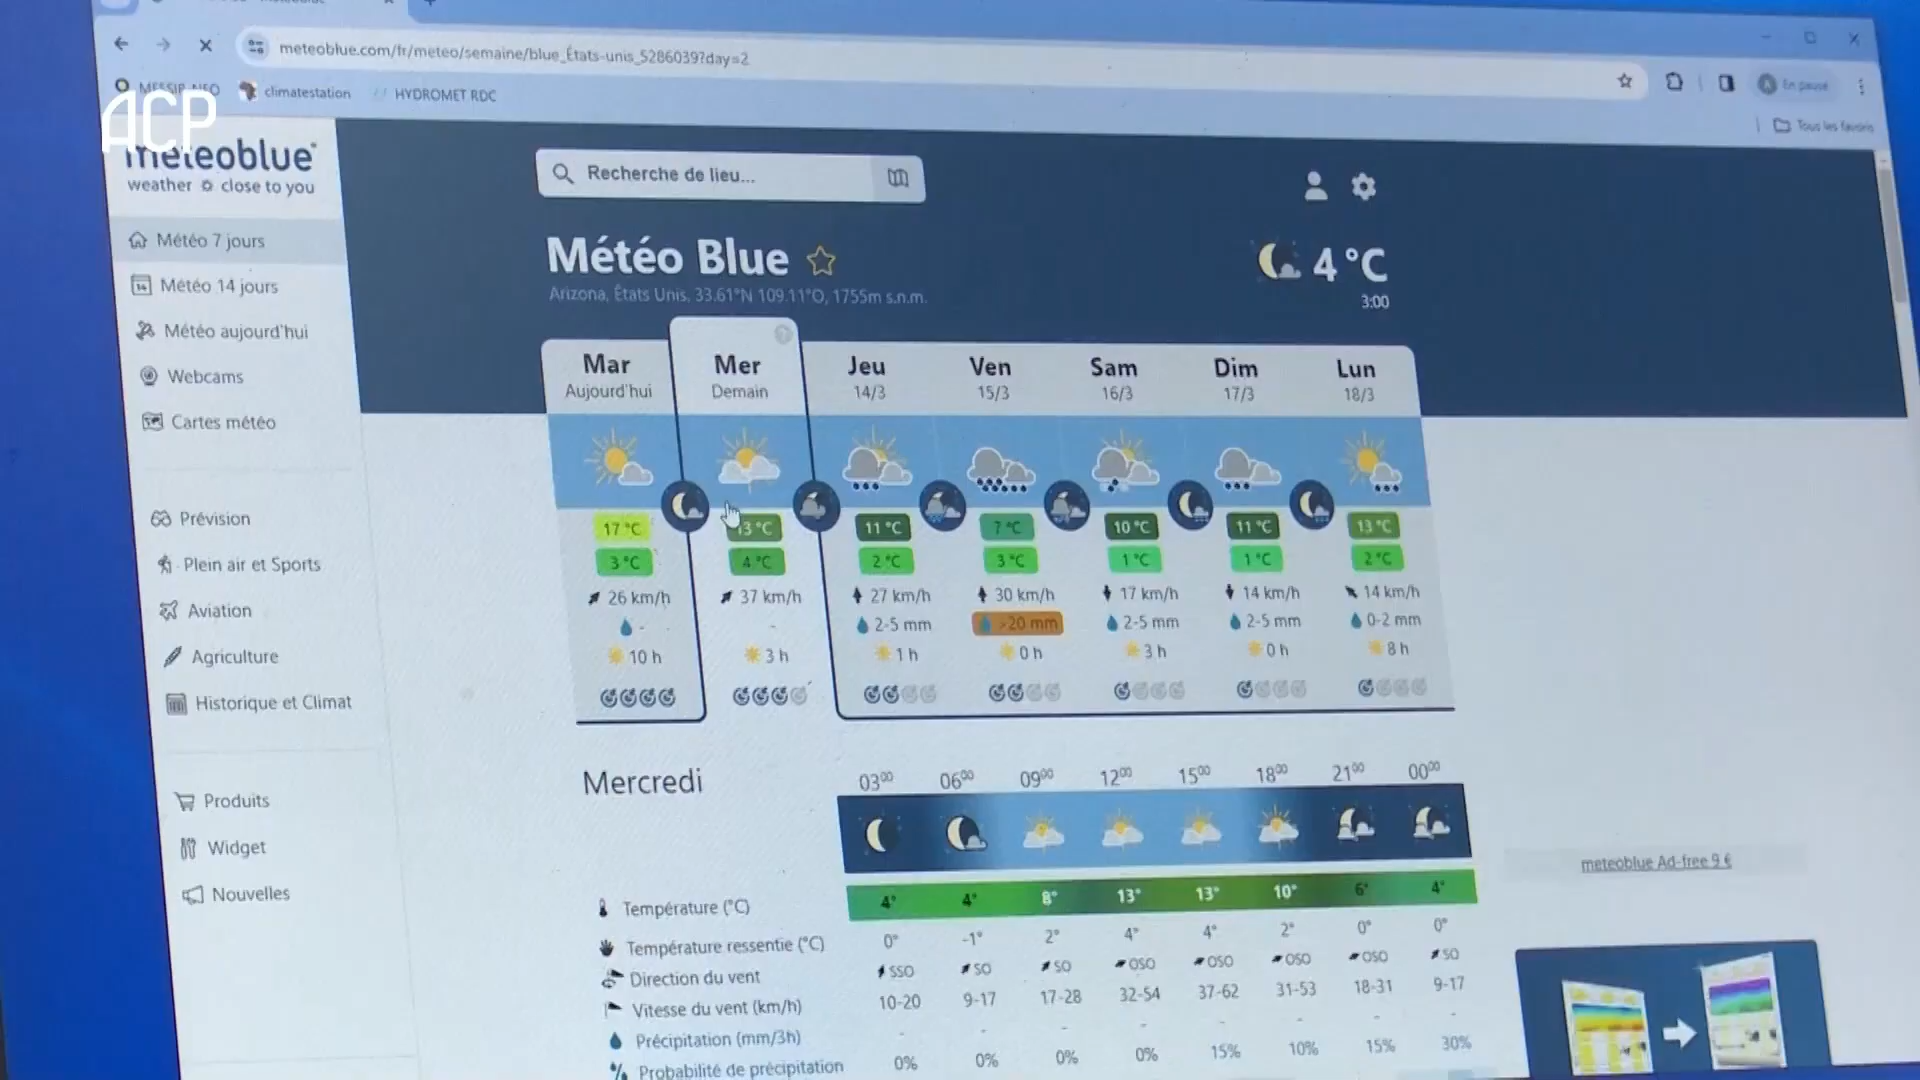 meteoblue.com/fr/meteo/semaine/blue_États-unis_5286039?day=2
En pause
climatestation
HYDROMET RDC
Tous les favoris
ACP
meteoblue
weather close to you
Recherche de lieu...
Météo Blue
Arizona, États Unis, 33.61°N 109.11°O, 1755m s.n.m.
4 °C
3:00
Météo 7 jours
Météo 14 jours
Météo aujourd'hui
Webcams
Cartes météo
Prévision
Plein air et Sports
Aviation
Agriculture
Historique et Climat
Produits
Widget
Nouvelles
Mar Mer Jeu Ven Sam Dim Lun
Aujourd'hui Demain 14/3 15/3 16/3 17/3 18/3
17 °C 13 °C 11 °C 7 °C 10 °C 11 °C 13 °C
3 °C 4 °C 2 °C 3 °C 1 °C 1 °C 2 °C
26 km/h 37 km/h 27 km/h 30 km/h 17 km/h 14 km/h 14 km/h
- - 2-5 mm >20 mm 2-5 mm 2-5 mm 0-2 mm
10 h 3 h 1 h 0 h 3 h 0 h 8 h
Mercredi 03⁰⁰ 06⁰⁰ 09⁰⁰ 12⁰⁰ 15⁰⁰ 18⁰⁰ 21⁰⁰ 00⁰⁰
Température (°C) 4° 4° 8° 13° 13° 10° 6° 4°
Température ressentie (°C) 0° -1° 2° 4° 4° 2° 0° 0°
Direction du vent SSO SO SO OSO OSO OSO OSO SO
Vitesse du vent (km/h) 10-20 9-17 17-28 32-54 37-62 31-53 18-31 9-17
Précipitation (mm/3h) - - - - - - - -
Probabilité de précipitation 0% 0% 0% 0% 15% 10% 15% 30%
meteoblue Ad-free 9 €